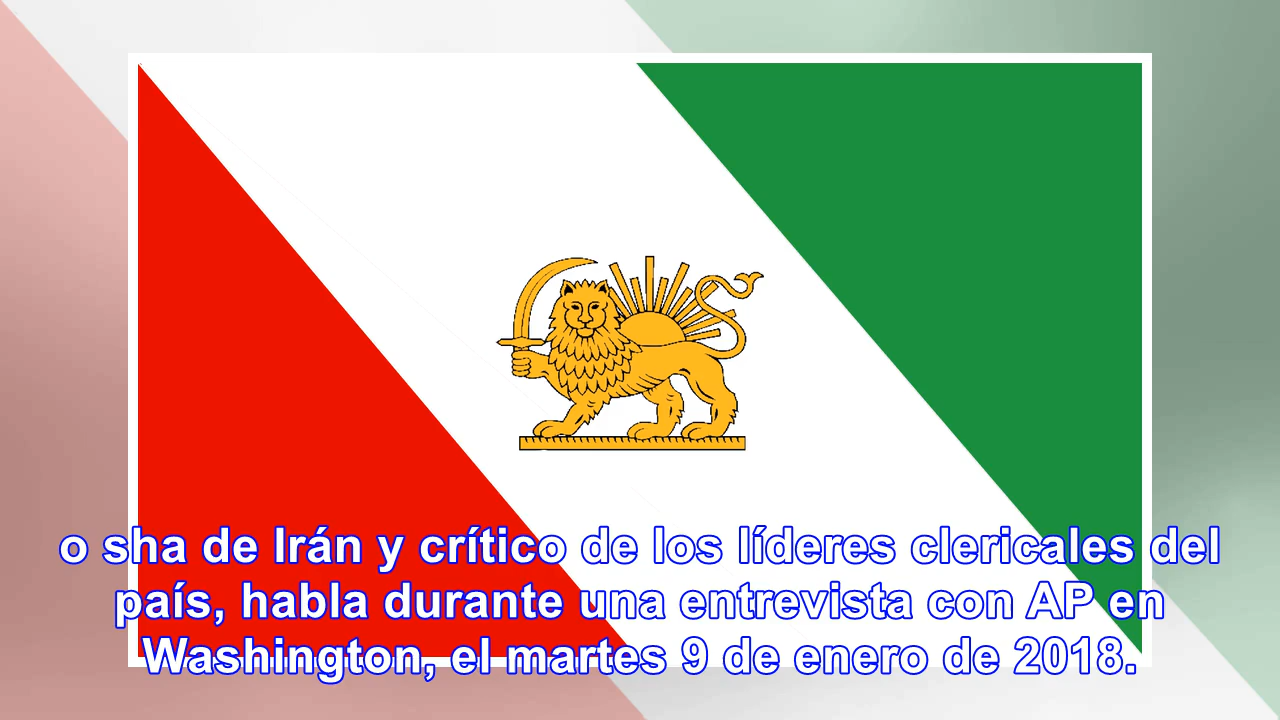 o sha de Irán y crítico de los líderes clericales del
país, habla durante una entrevista con AP en
Washington, el martes 9 de enero de 2018.